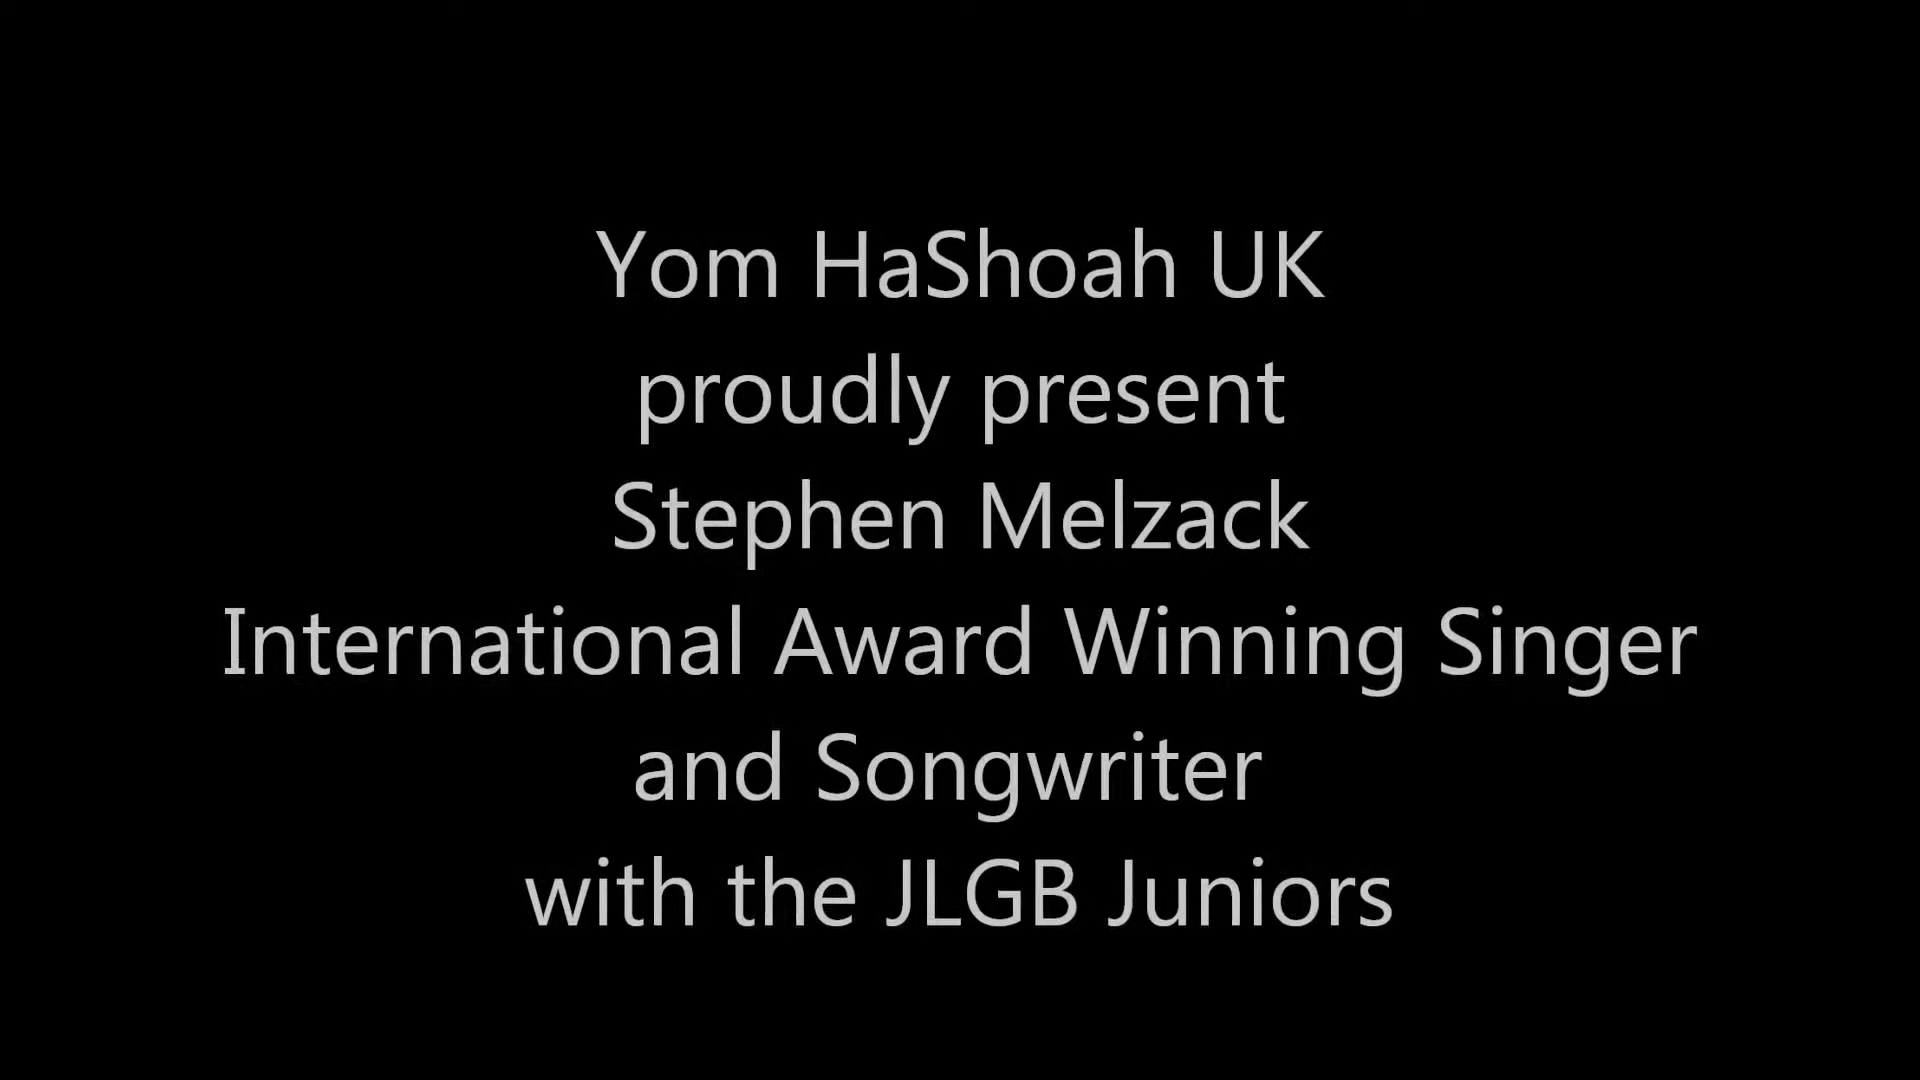 Yom HaShoah UK
proudly present
Stephen Melzack
International Award Winning Singer
and Songwriter
with the JLGB Juniors